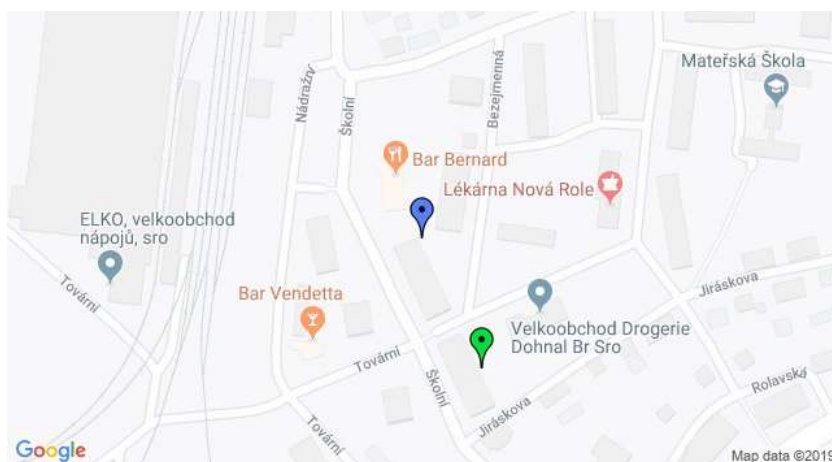 Mateřská Škola
Nádražní
Školní
Bezejmenná
Bar Bernard
Lékárna Nová Role
ELKO, velkoobchod
nápojů, sro
Tovární
Bar Vendetta
Jiráskova
Velkoobchod Drogerie
Dohnal Br Sro
Tovární
Školní
Rolavská
Jiráskova
Tovární
Google
Map data ©2019